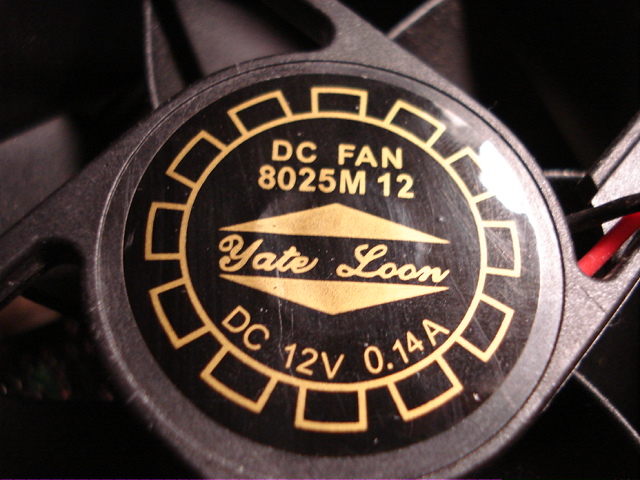 DC FAN
8025M 12
Yate Loon
DC 12V 0.14A